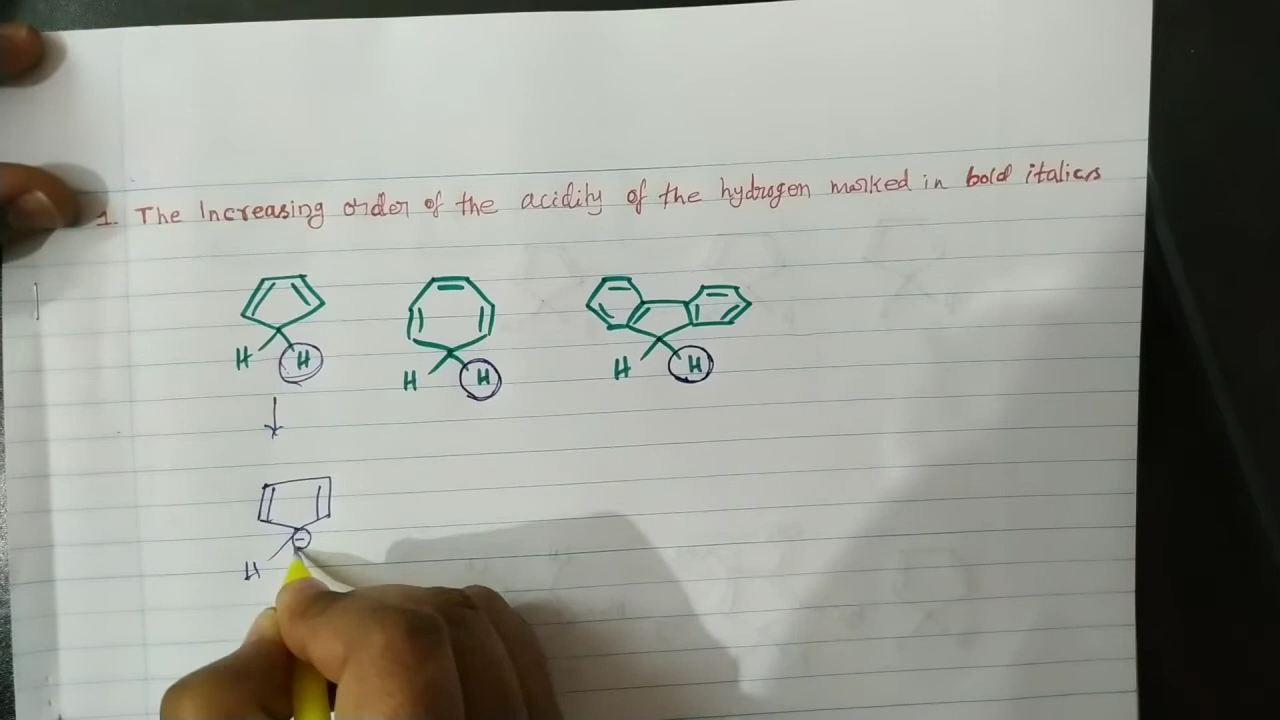 1. The Increasing order of the acidity of the hydrogen marked in bold italics
H H H H H H
H